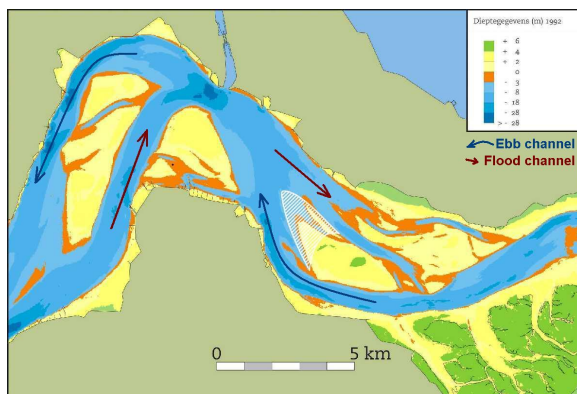 Dieptegegevens (m) 1992
+ 6
+ 4
+ 2
0
- 3
- 8
- 18
- 28
> - 28
Ebb channel
Flood channel
0 5 km